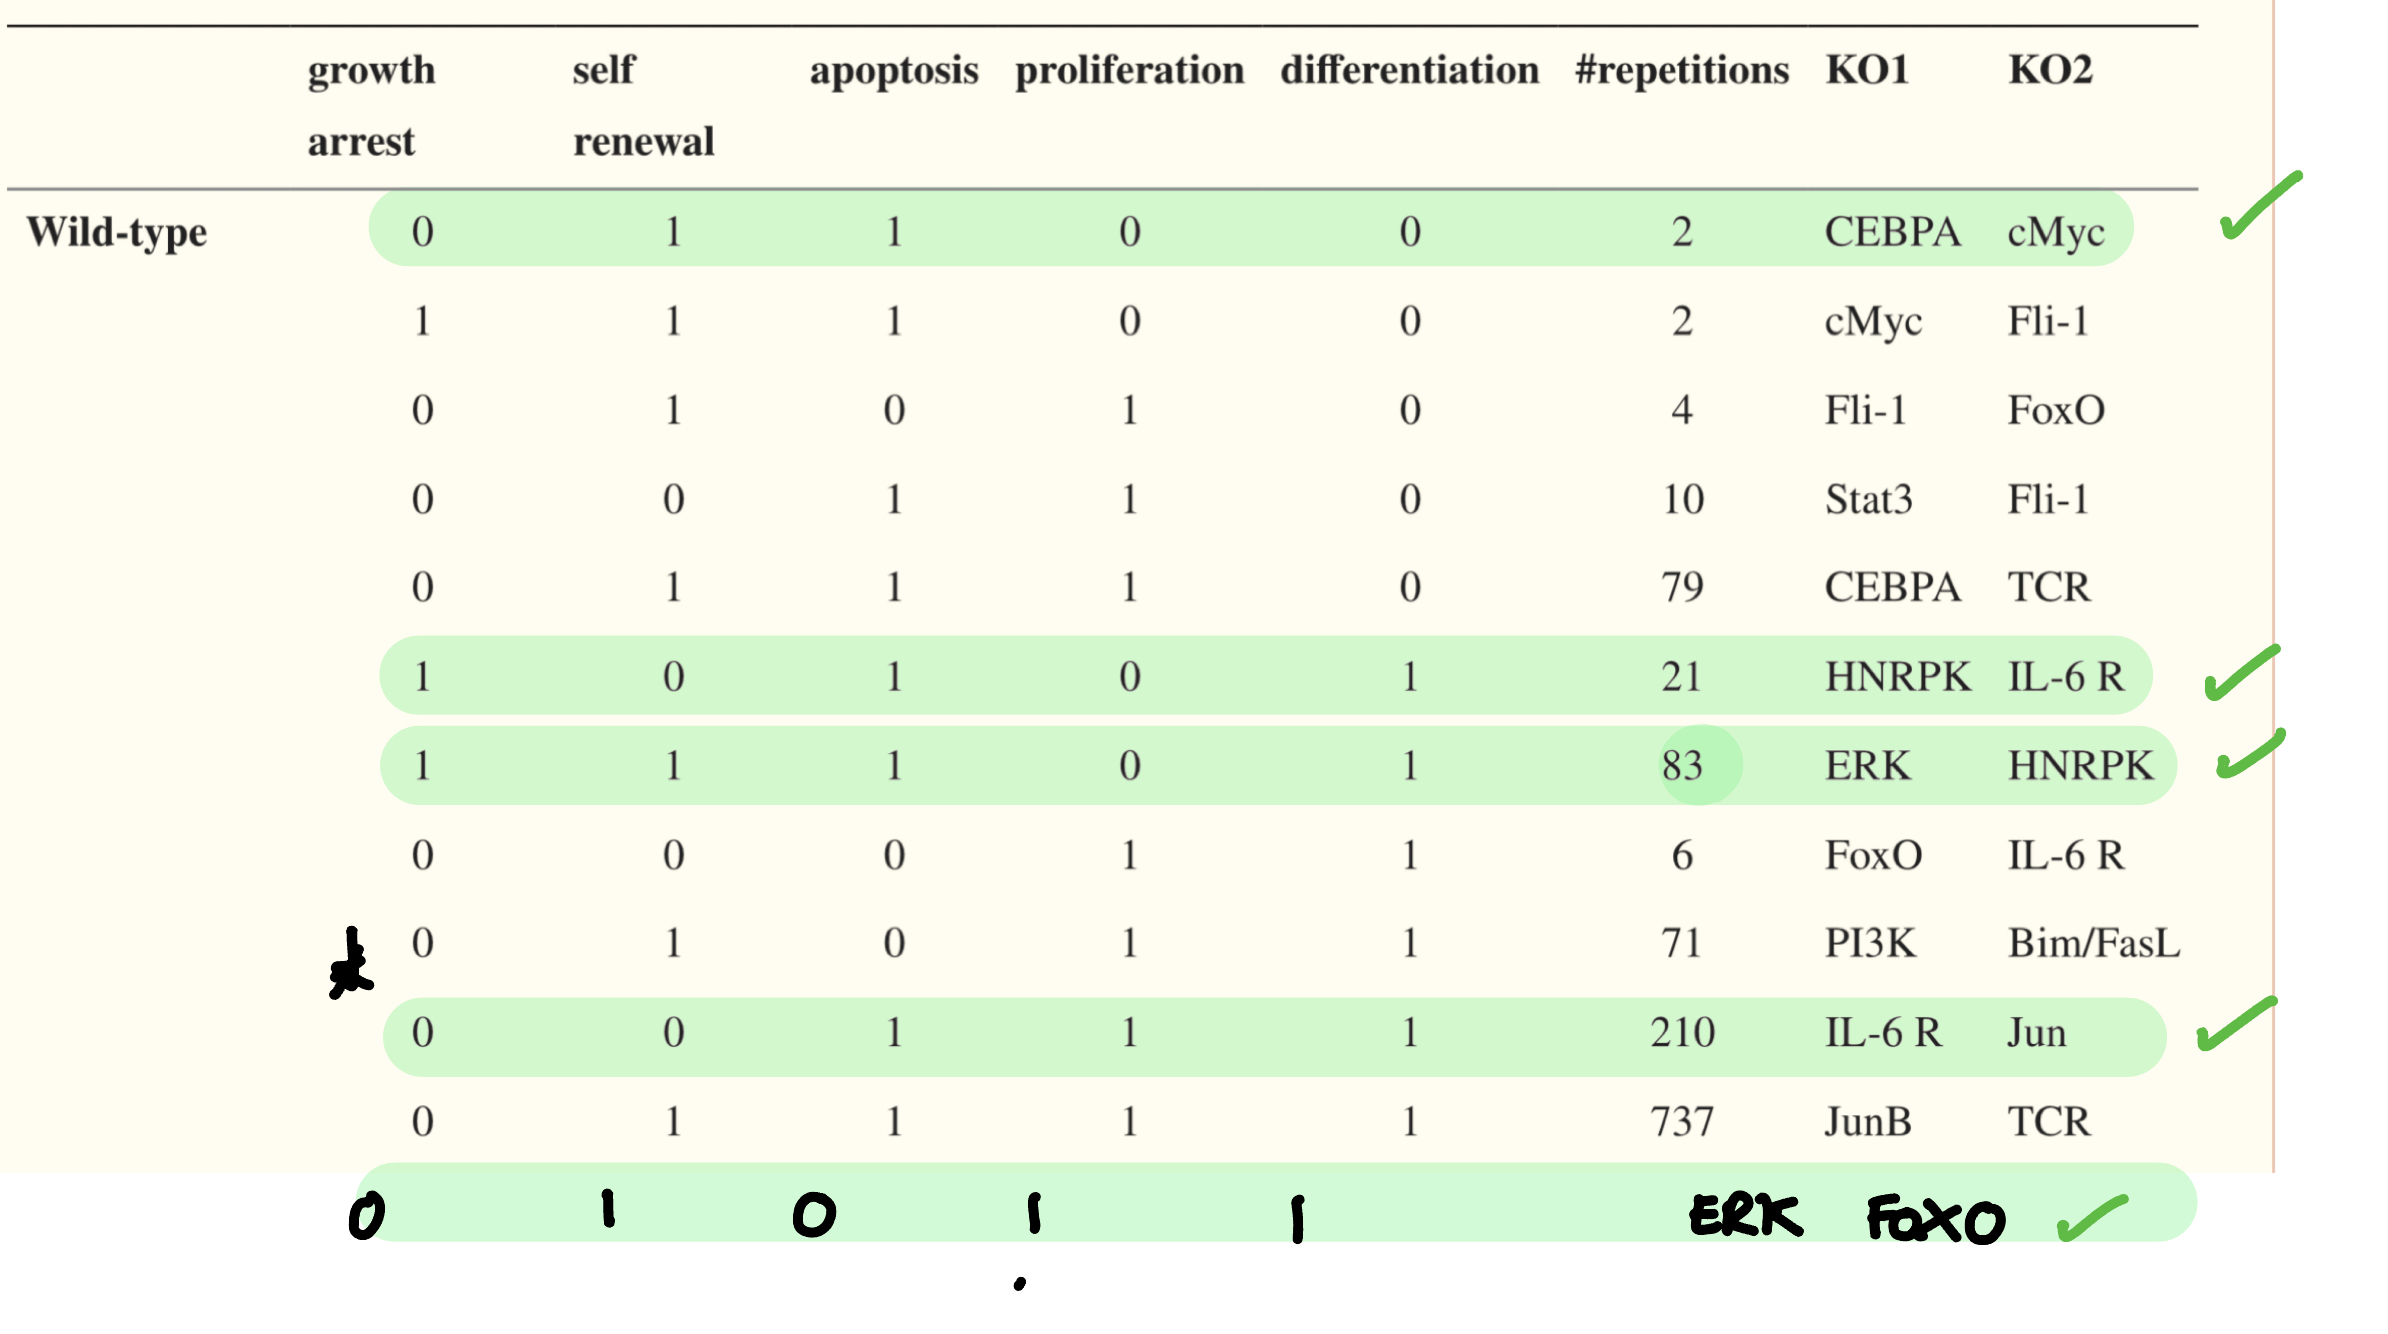 growth self apoptosis proliferation differentiation #repetitions KO1 KO2
arrest renewal
Wild-type 0 1 1 0 0 2 CEBPA cMyc
1 1 1 0 0 2 cMyc Fli-1
0 1 0 1 0 4 Fli-1 FoxO
0 0 1 1 0 10 Stat3 Fli-1
0 1 1 1 0 79 CEBPA TCR
1 0 1 0 1 21 HNRPK IL-6 R
1 1 1 0 1 83 ERK HNRPK
0 0 0 1 1 6 FoxO IL-6 R
0 1 0 1 1 71 PI3K Bim/FasL
0 0 1 1 1 210 IL-6 R Jun
0 1 1 1 1 737 JunB TCR
0 1 0 1 1 ERK FOXO